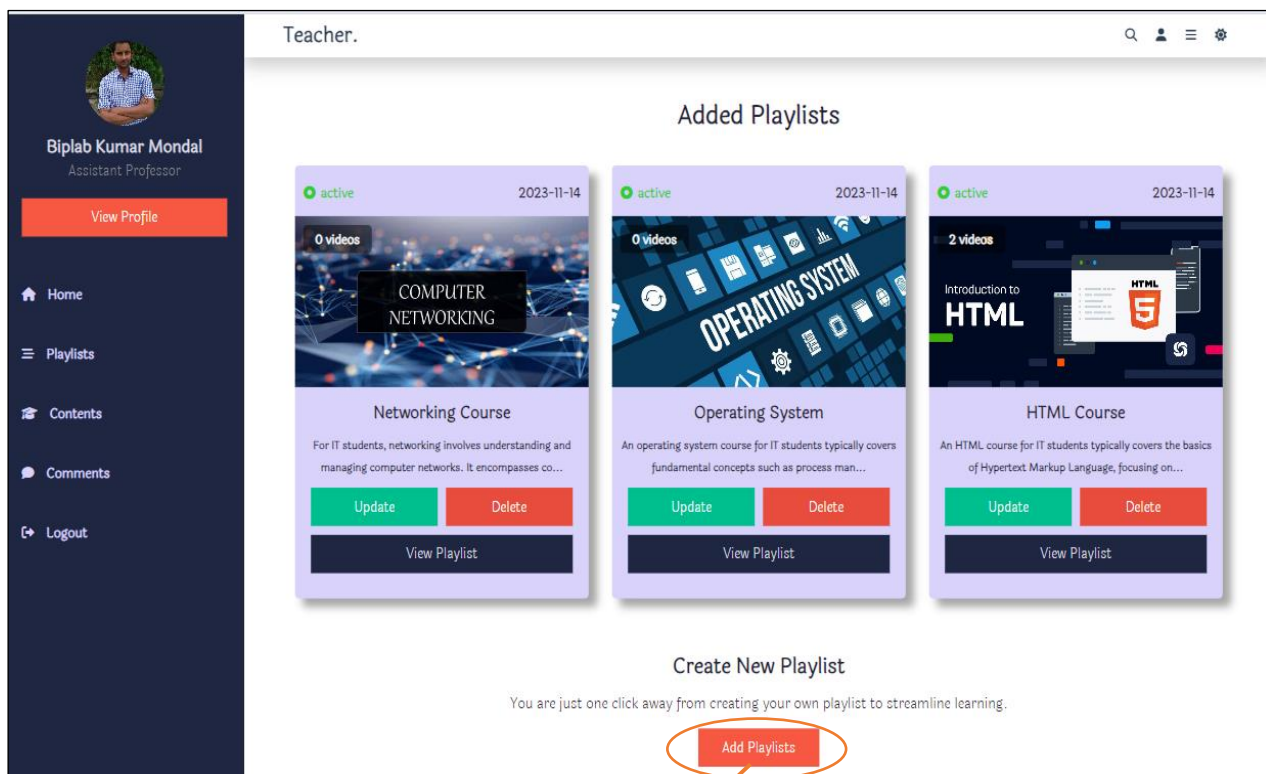 Teacher.
Biplab Kumar Mondal
Assistant Professor
View Profile
Home
Playlists
Contents
Comments
Logout
Added Playlists
active
2023-11-14
0 videos
COMPUTER
NETWORKING
Networking Course
For IT students, networking involves understanding and
managing computer networks. It encompasses co...
Update
Delete
View Playlist
active
2023-11-14
0 videos
OPERATING SYSTEM
Operating System
An operating system course for IT students typically covers
fundamental concepts such as process man...
Update
Delete
View Playlist
active
2023-11-14
2 videos
Introduction to
HTML
HTML
5
HTML Course
An HTML course for IT students typically covers the basics
of Hypertext Markup Language, focusing on...
Update
Delete
View Playlist
Create New Playlist
You are just one click away from creating your own playlist to streamline learning.
Add Playlists